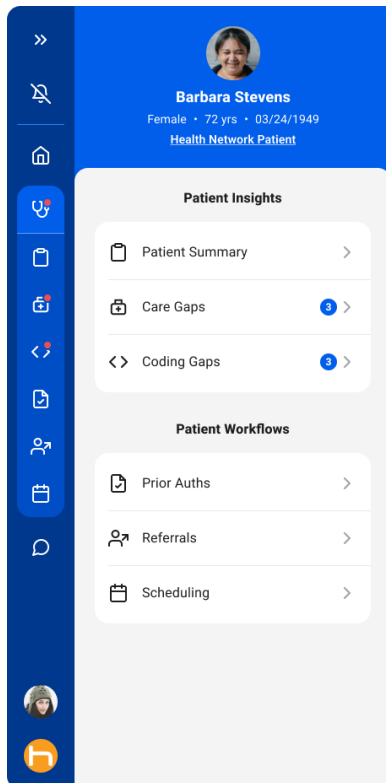 Barbara Stevens
Female • 72 yrs • 03/24/1949
Health Network Patient
Patient Insights
Patient Summary
Care Gaps 3
Coding Gaps 3
Patient Workflows
Prior Auths
Referrals
Scheduling